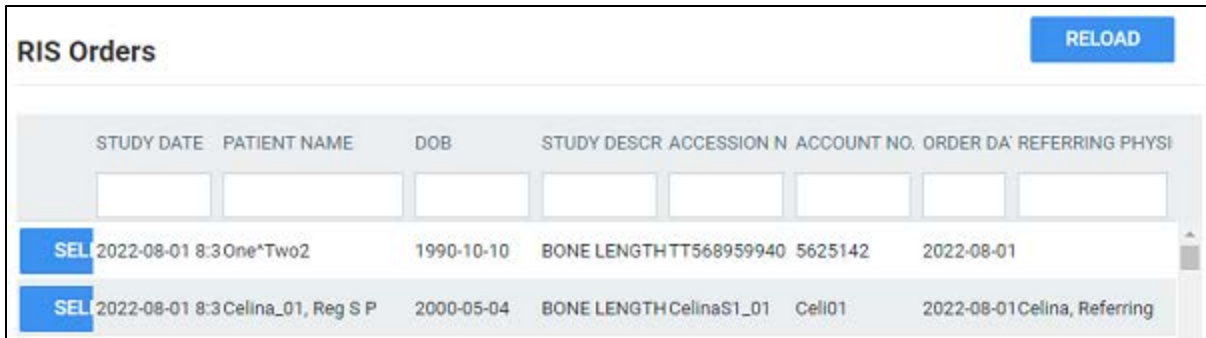 RIS Orders
RELOAD
STUDY DATE PATIENT NAME DOB STUDY DESCR ACCESSION N ACCOUNT NO. ORDER DA REFERRING PHYSI
SEL 2022-08-01 8:3 One^Two2 1990-10-10 BONE LENGTH TT568959940 5625142 2022-08-01
SEL 2022-08-01 8:3 Celina_01, Reg S P 2000-05-04 BONE LENGTH CelinaS1_01 Celi01 2022-08-01 Celina, Referring